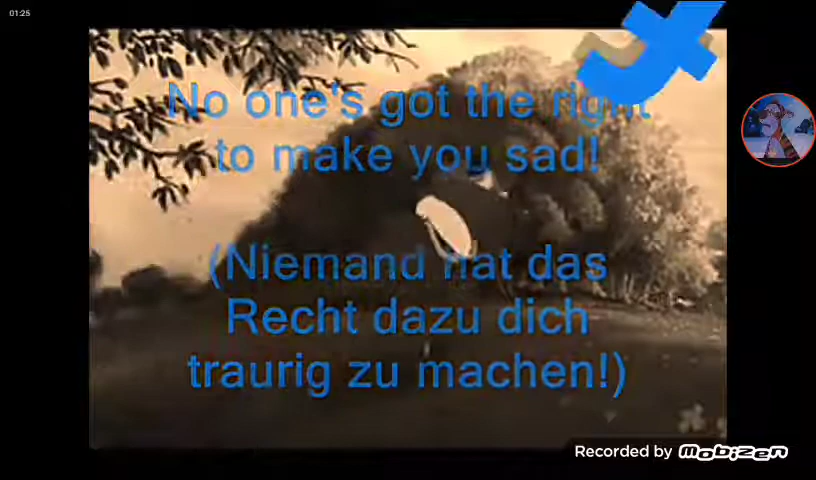 01:25
No one's got the right
to make you sad!
(Niemand hat das
Recht dazu dich
traurig zu machen!)
Recorded by mobizen